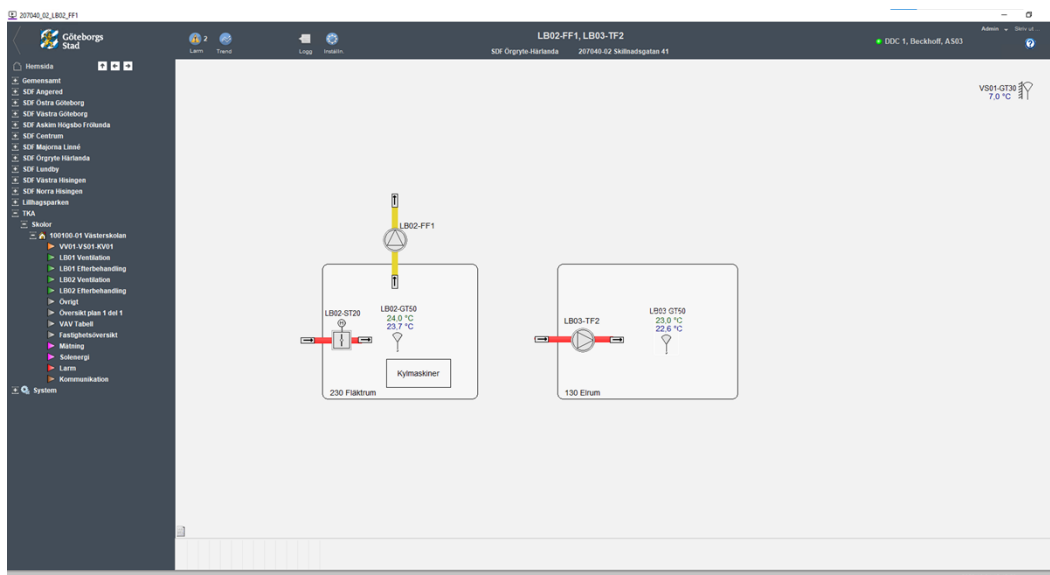 207040_02_LB02_FF1
Göteborgs
Stad
2
Larm
Trend
Logg
Inställn.
LB02-FF1, LB03-TF2
SDF Örgryte-Härlanda
207040-02 Skillnadsgatan 41
DDC 1, Beckhoff, AS03
Admin
Skriv ut...
?
Hemsida
Gemensamt
SDF Angered
SDF Östra Göteborg
SDF Västra Göteborg
SDF Askim Högsbo Frölunda
SDF Centrum
SDF Majorna Linné
SDF Örgryte Härlanda
SDF Lundby
SDF Västra Hisingen
SDF Norra Hisingen
Lillhagsparken
TKA
Skolor
100100-01 Västerskolan
VV01-VS01-KV01
LB01 Ventilation
LB01 Efterbehandling
LB02 Ventilation
LB02 Efterbehandling
Övrigt
Översikt plan 1 del 1
VAV Tabell
Fastighetsöversikt
Mätning
Solenergi
Larm
Kommunikation
System
VS01-GT30
7,0 °C
LB02-FF1
LB02-ST20
M
LB02-GT50
24,0 °C
23,7 °C
Kylmaskiner
230 Fläktrum
LB03-TF2
LB03 GT50
23,0 °C
22,6 °C
130 Elrum